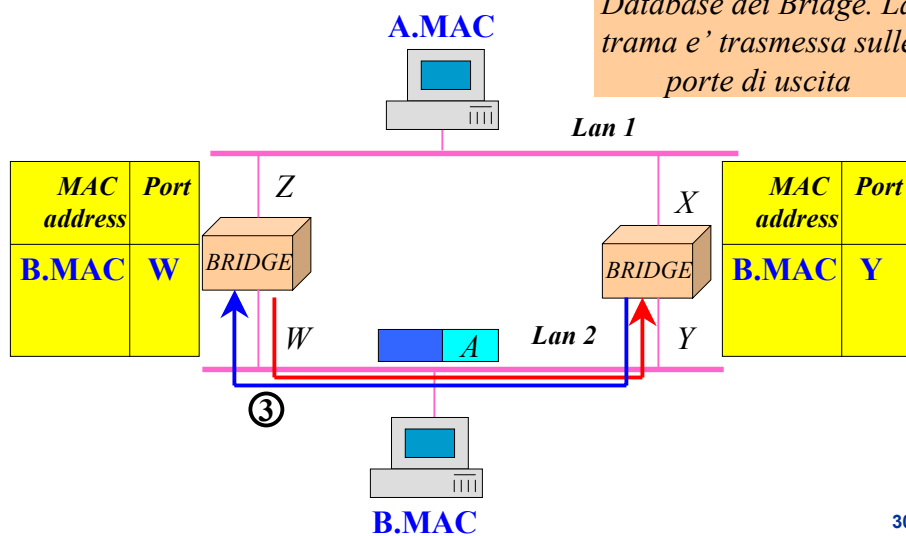 Database dei Bridge. La
trama e’ trasmessa sulle
porte di uscita
A.MAC
Lan 1
MAC address Port
B.MAC W
Z
BRIDGE
W
X
BRIDGE
Y
MAC address Port
B.MAC Y
A
Lan 2
3
B.MAC
30